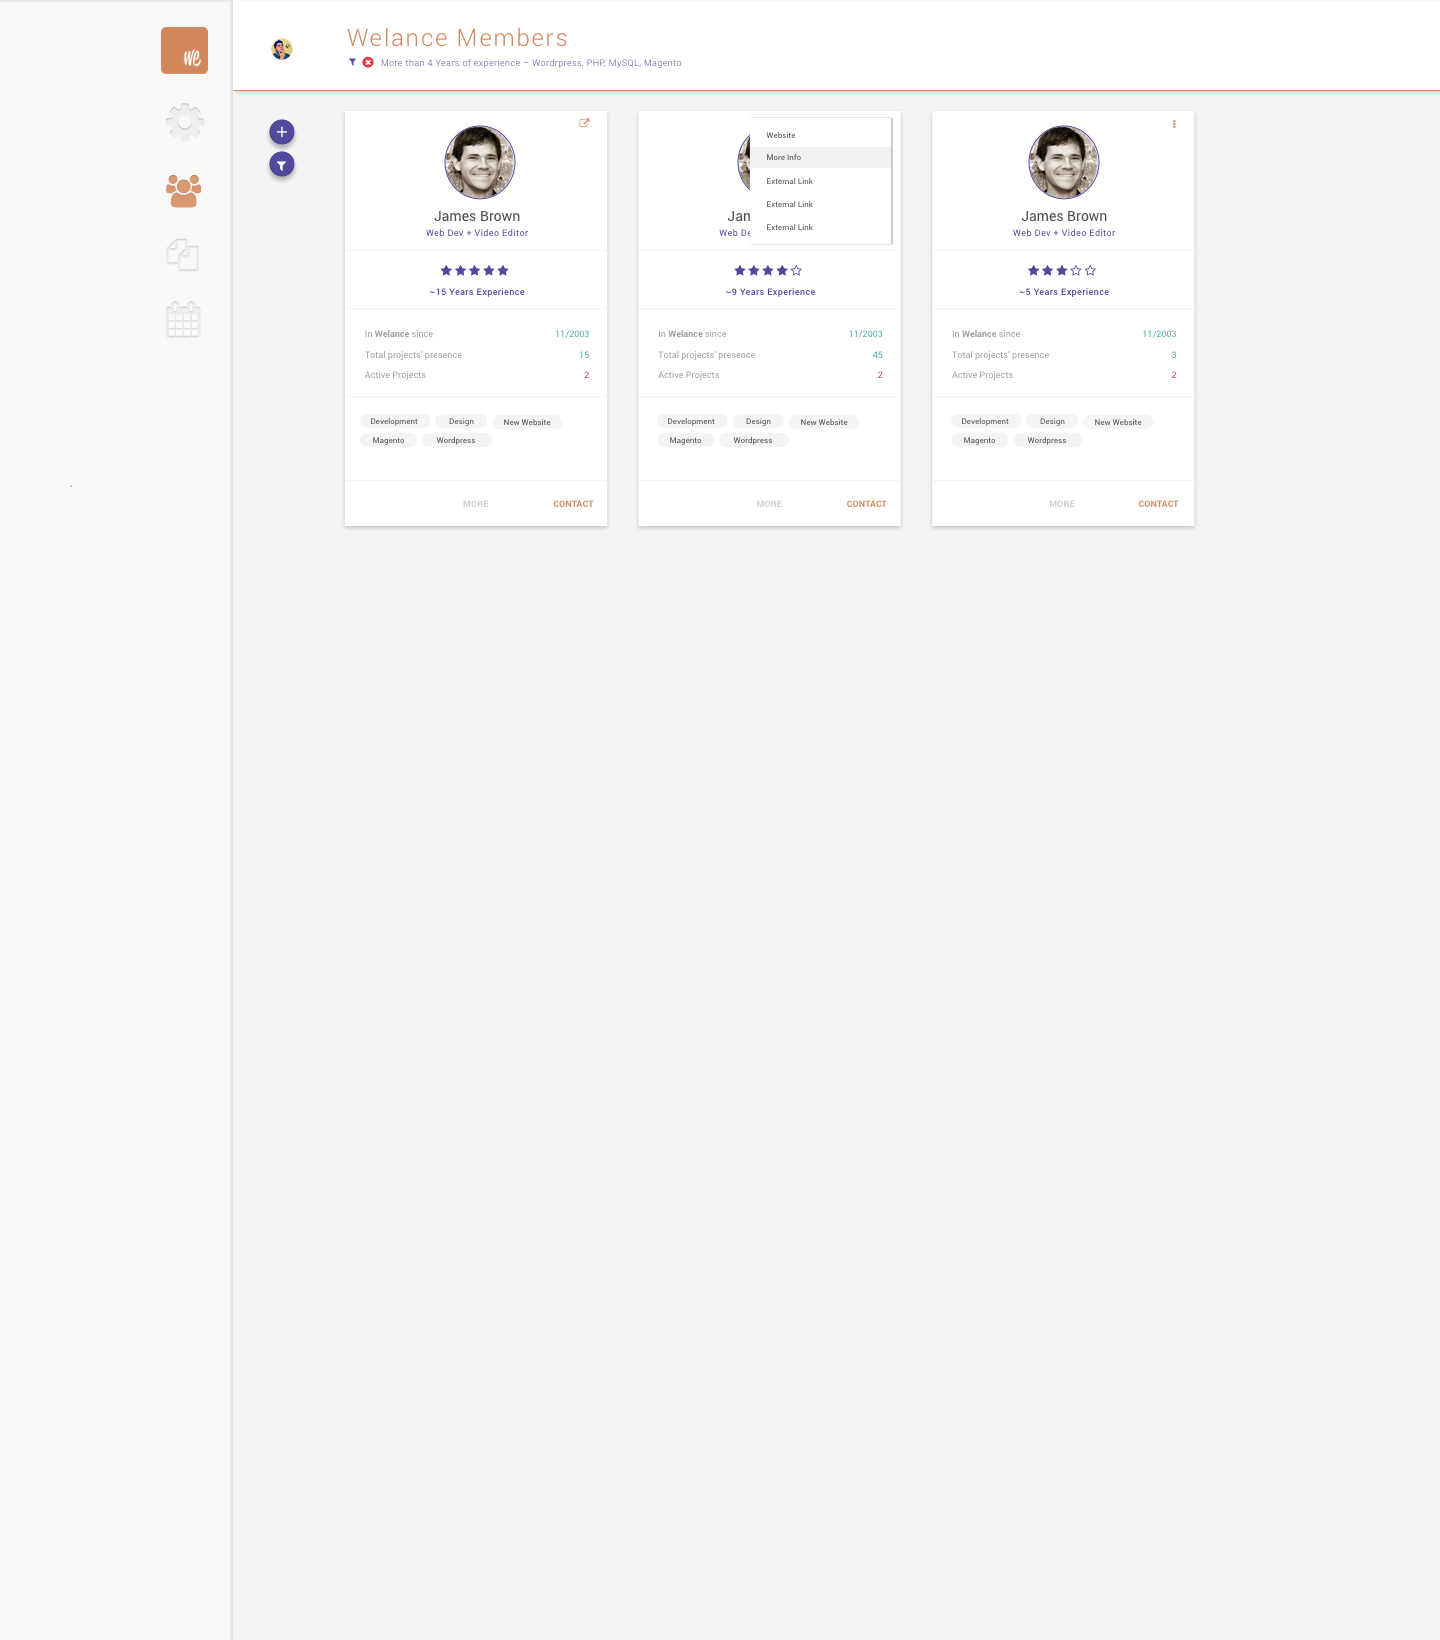 we
Welance Members
More than 4 Years of experience – Wordrpress, PHP, MySQL, Magento
James Brown
Web Dev + Video Editor
~15 Years Experience
In Welance since 11/2003
Total projects' presence 15
Active Projects 2
Development Design New Website
Magento Wordpress
MORE CONTACT
Website
More Info
External Link
External Link
External Link
Jam
Web De
~9 Years Experience
In Welance since 11/2003
Total projects' presence 45
Active Projects 2
Development Design New Website
Magento Wordpress
MORE CONTACT
James Brown
Web Dev + Video Editor
~5 Years Experience
In Welance since 11/2003
Total projects' presence 3
Active Projects 2
Development Design New Website
Magento Wordpress
MORE CONTACT